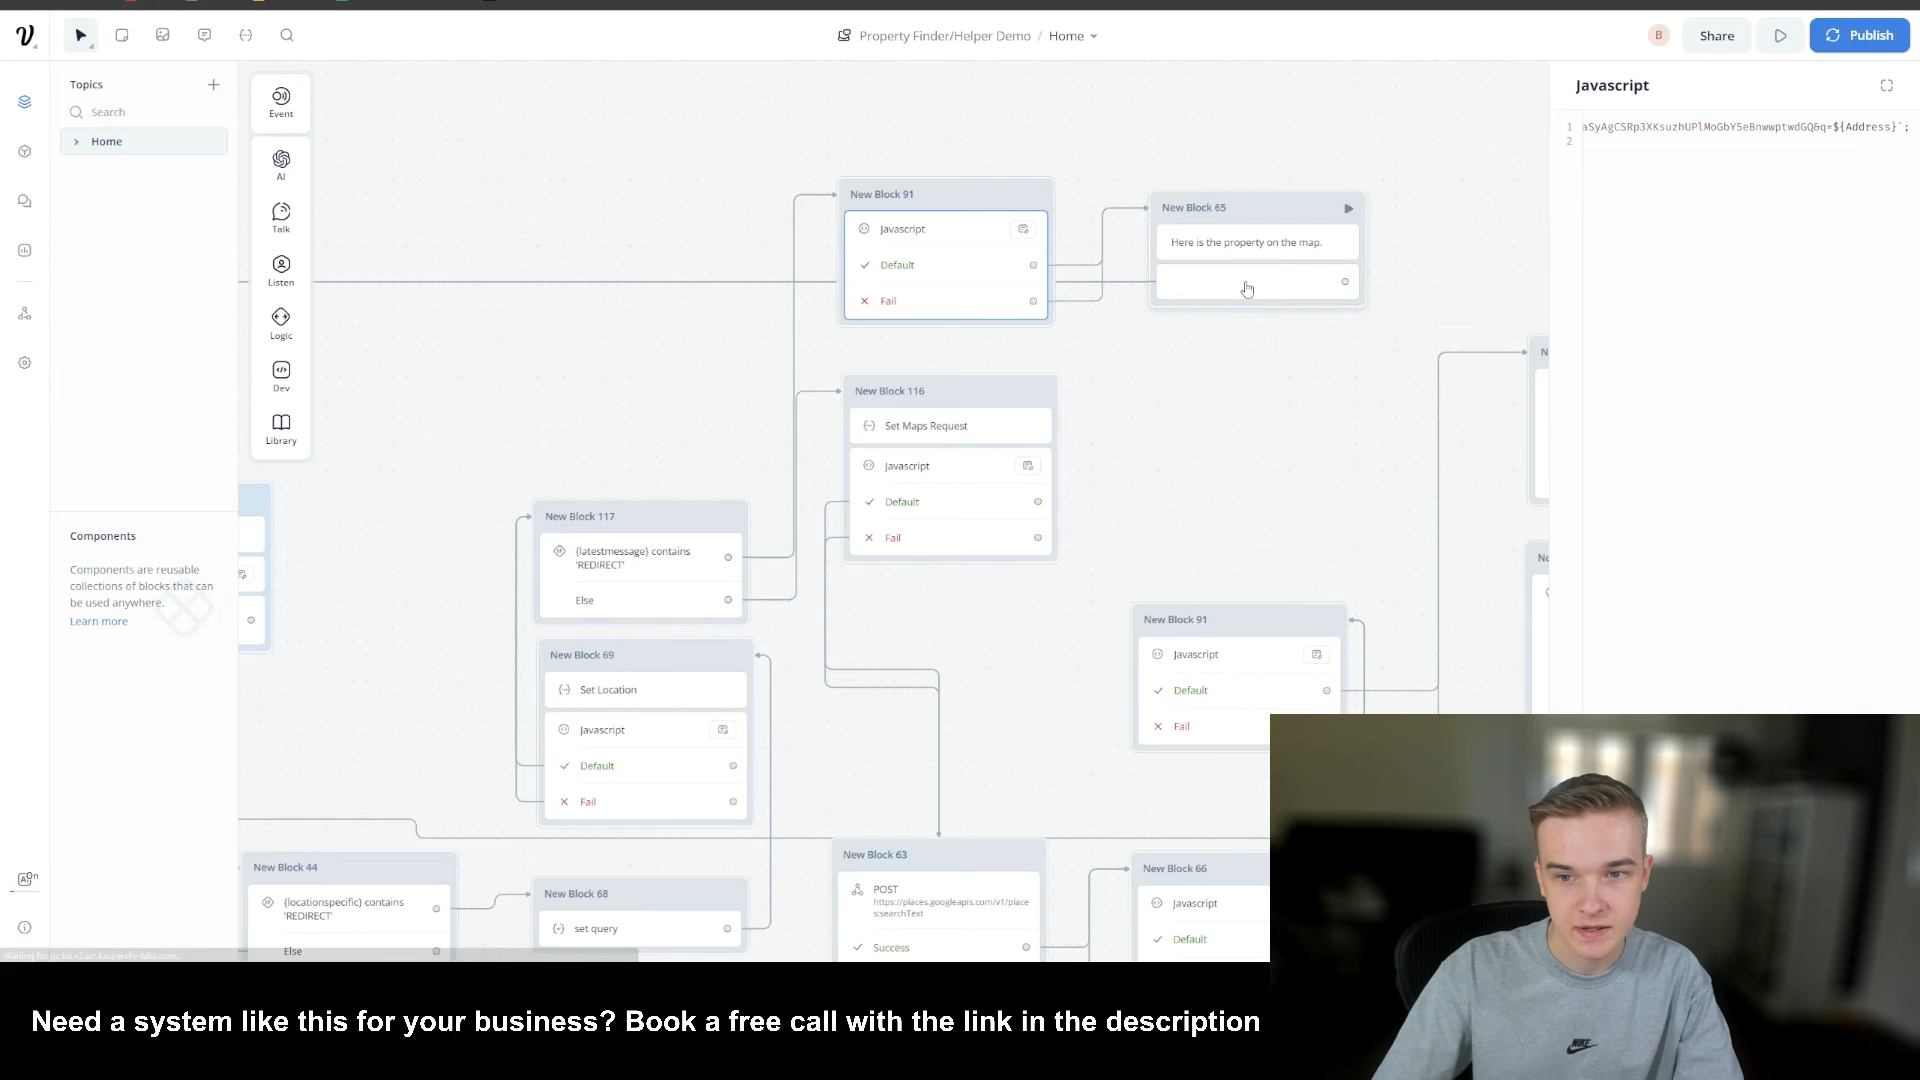 Property Finder/Helper Demo / Home
B
Share
Publish
Topics
Search
Home
Event
AI
Talk
Listen
Logic
Dev
Library
Components
Components are reusable
collections of blocks that can
be used anywhere.
Learn more
New Block 91
Javascript
Default
Fail
New Block 65
Here is the property on the map.
New Block 116
Set Maps Request
Javascript
Default
Fail
New Block 117
{latestmessage} contains
'REDIRECT'
Else
New Block 69
Set Location
Javascript
Default
Fail
New Block 91
Javascript
Default
Fail
New Block 44
{locationspecific} contains
'REDIRECT'
Else
New Block 68
set query
New Block 63
POST
https://places.googleapis.com/v1/place
s:searchText
Success
New Block 66
Javascript
Default
Javascript
1 aSyAgCSRp3XKsuzhUPlMoGbY5eBnwwptwdGQ&q=${Address}`;
2
NIKE
Need a system like this for your business? Book a free call with the link in the description